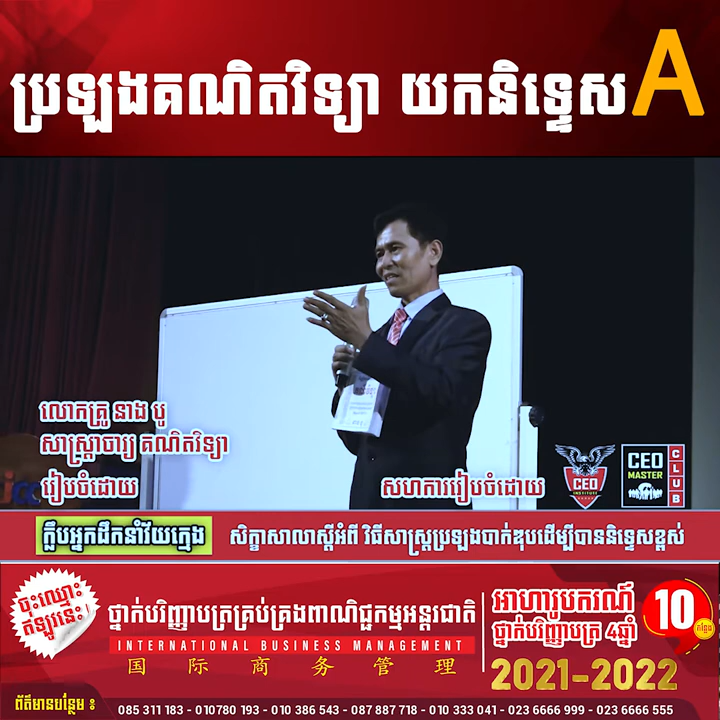 ប្រឡងគណិតវិទ្យា យកនិទ្ទេស A
លោកគ្រូ នាង បូ
សាស្ត្រាចារ្យ គណិតវិទ្យា
រៀបចំដោយ
សហការរៀបចំដោយ
CEO
INSTITUTE
CEO
MASTER
CLUB
ក្លឹបអ្នកដឹកនាំវ័យក្មេង
សិក្ខាសាលាស្ដីអំពី វិធីសាស្ត្រប្រឡងបាក់ឌុបដើម្បីបាននិទ្ទេសខ្ពស់
ចុះឈ្មោះ
ឥឡូវនេះ!
ថ្នាក់បរិញ្ញាបត្រគ្រប់គ្រងពាណិជ្ជកម្មអន្តរជាតិ
INTERNATIONAL BUSINESS MANAGEMENT
国际商务管理
អាហារូបករណ៍
ថ្នាក់បរិញ្ញាបត្រ 4ឆ្នាំ
2021-2022
10
កន្លែង
ព័ត៌មានបន្ថែម ៖
085 311 183 - 010780 193 - 010 386 543 - 087 887 718 - 010 333 041 - 023 6666 999 - 023 6666 555